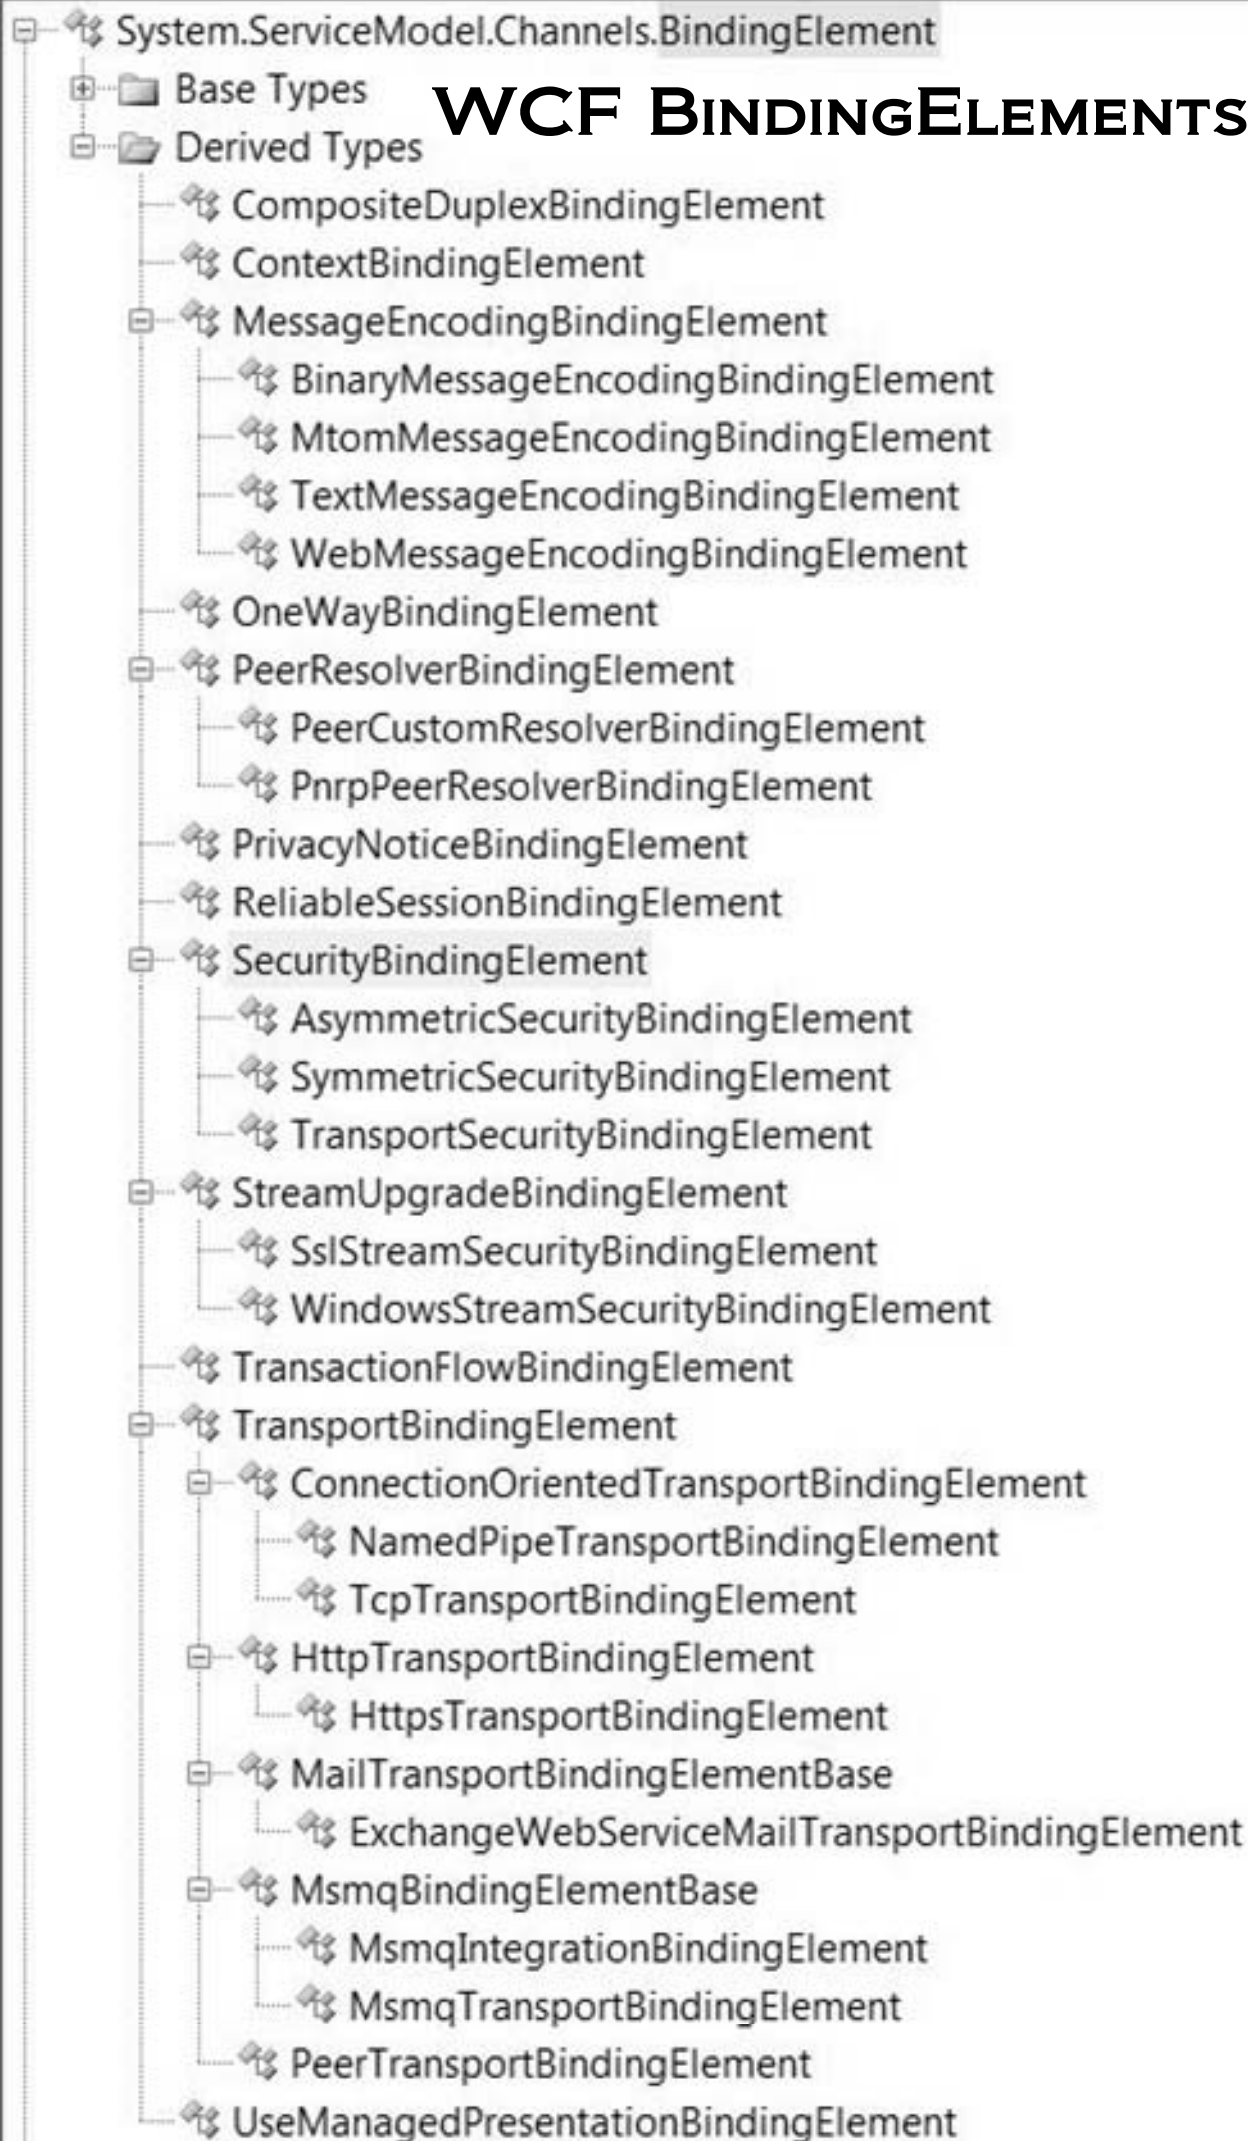 System.ServiceModel.Channels.BindingElement
Base Types
WCF BINDINGELEMENTS
Derived Types
CompositeDuplexBindingElement
ContextBindingElement
MessageEncodingBindingElement
BinaryMessageEncodingBindingElement
MtomMessageEncodingBindingElement
TextMessageEncodingBindingElement
WebMessageEncodingBindingElement
OneWayBindingElement
PeerResolverBindingElement
PeerCustomResolverBindingElement
PnrpPeerResolverBindingElement
PrivacyNoticeBindingElement
ReliableSessionBindingElement
SecurityBindingElement
AsymmetricSecurityBindingElement
SymmetricSecurityBindingElement
TransportSecurityBindingElement
StreamUpgradeBindingElement
SslStreamSecurityBindingElement
WindowsStreamSecurityBindingElement
TransactionFlowBindingElement
TransportBindingElement
ConnectionOrientedTransportBindingElement
NamedPipeTransportBindingElement
TcpTransportBindingElement
HttpTransportBindingElement
HttpsTransportBindingElement
MailTransportBindingElementBase
ExchangeWebServiceMailTransportBindingElement
MsmqBindingElementBase
MsmqIntegrationBindingElement
MsmqTransportBindingElement
PeerTransportBindingElement
UseManagedPresentationBindingElement